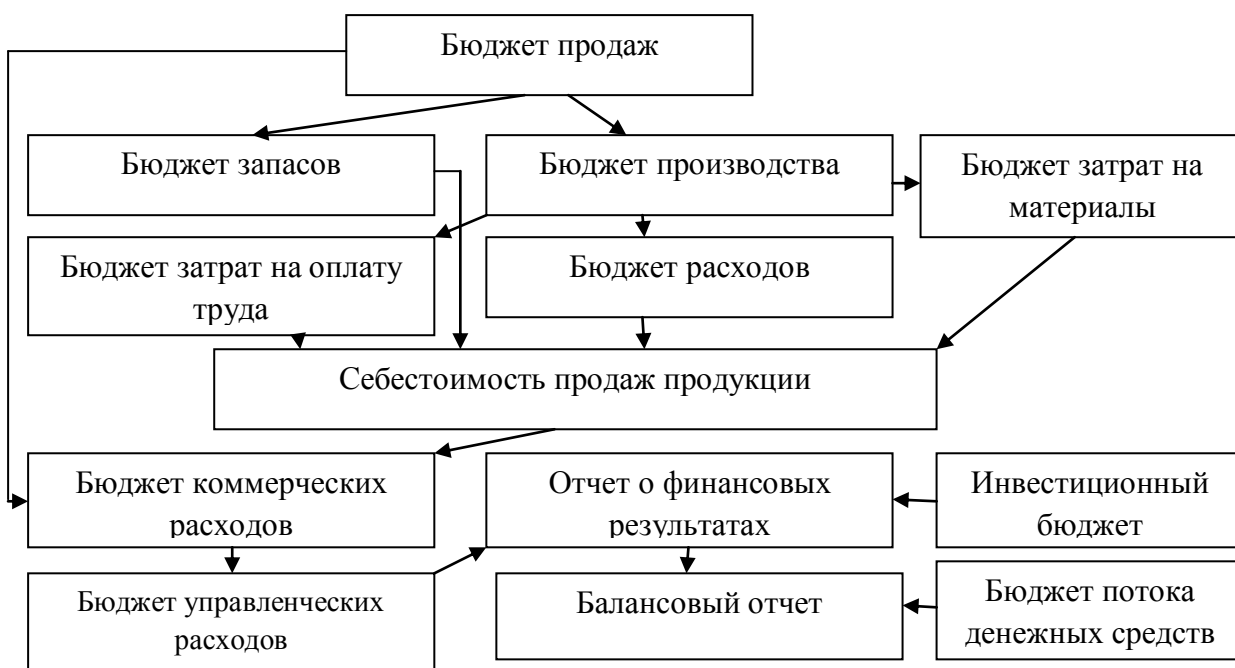 Бюджет продаж
Бюджет запасов
Бюджет производства
Бюджет затрат на
материалы
Бюджет затрат на оплату
труда
Бюджет расходов
Себестоимость продаж продукции
Бюджет коммерческих
расходов
Отчет о финансовых
результатах
Инвестиционный
бюджет
Бюджет управленческих
расходов
Балансовый отчет
Бюджет потока
денежных средств